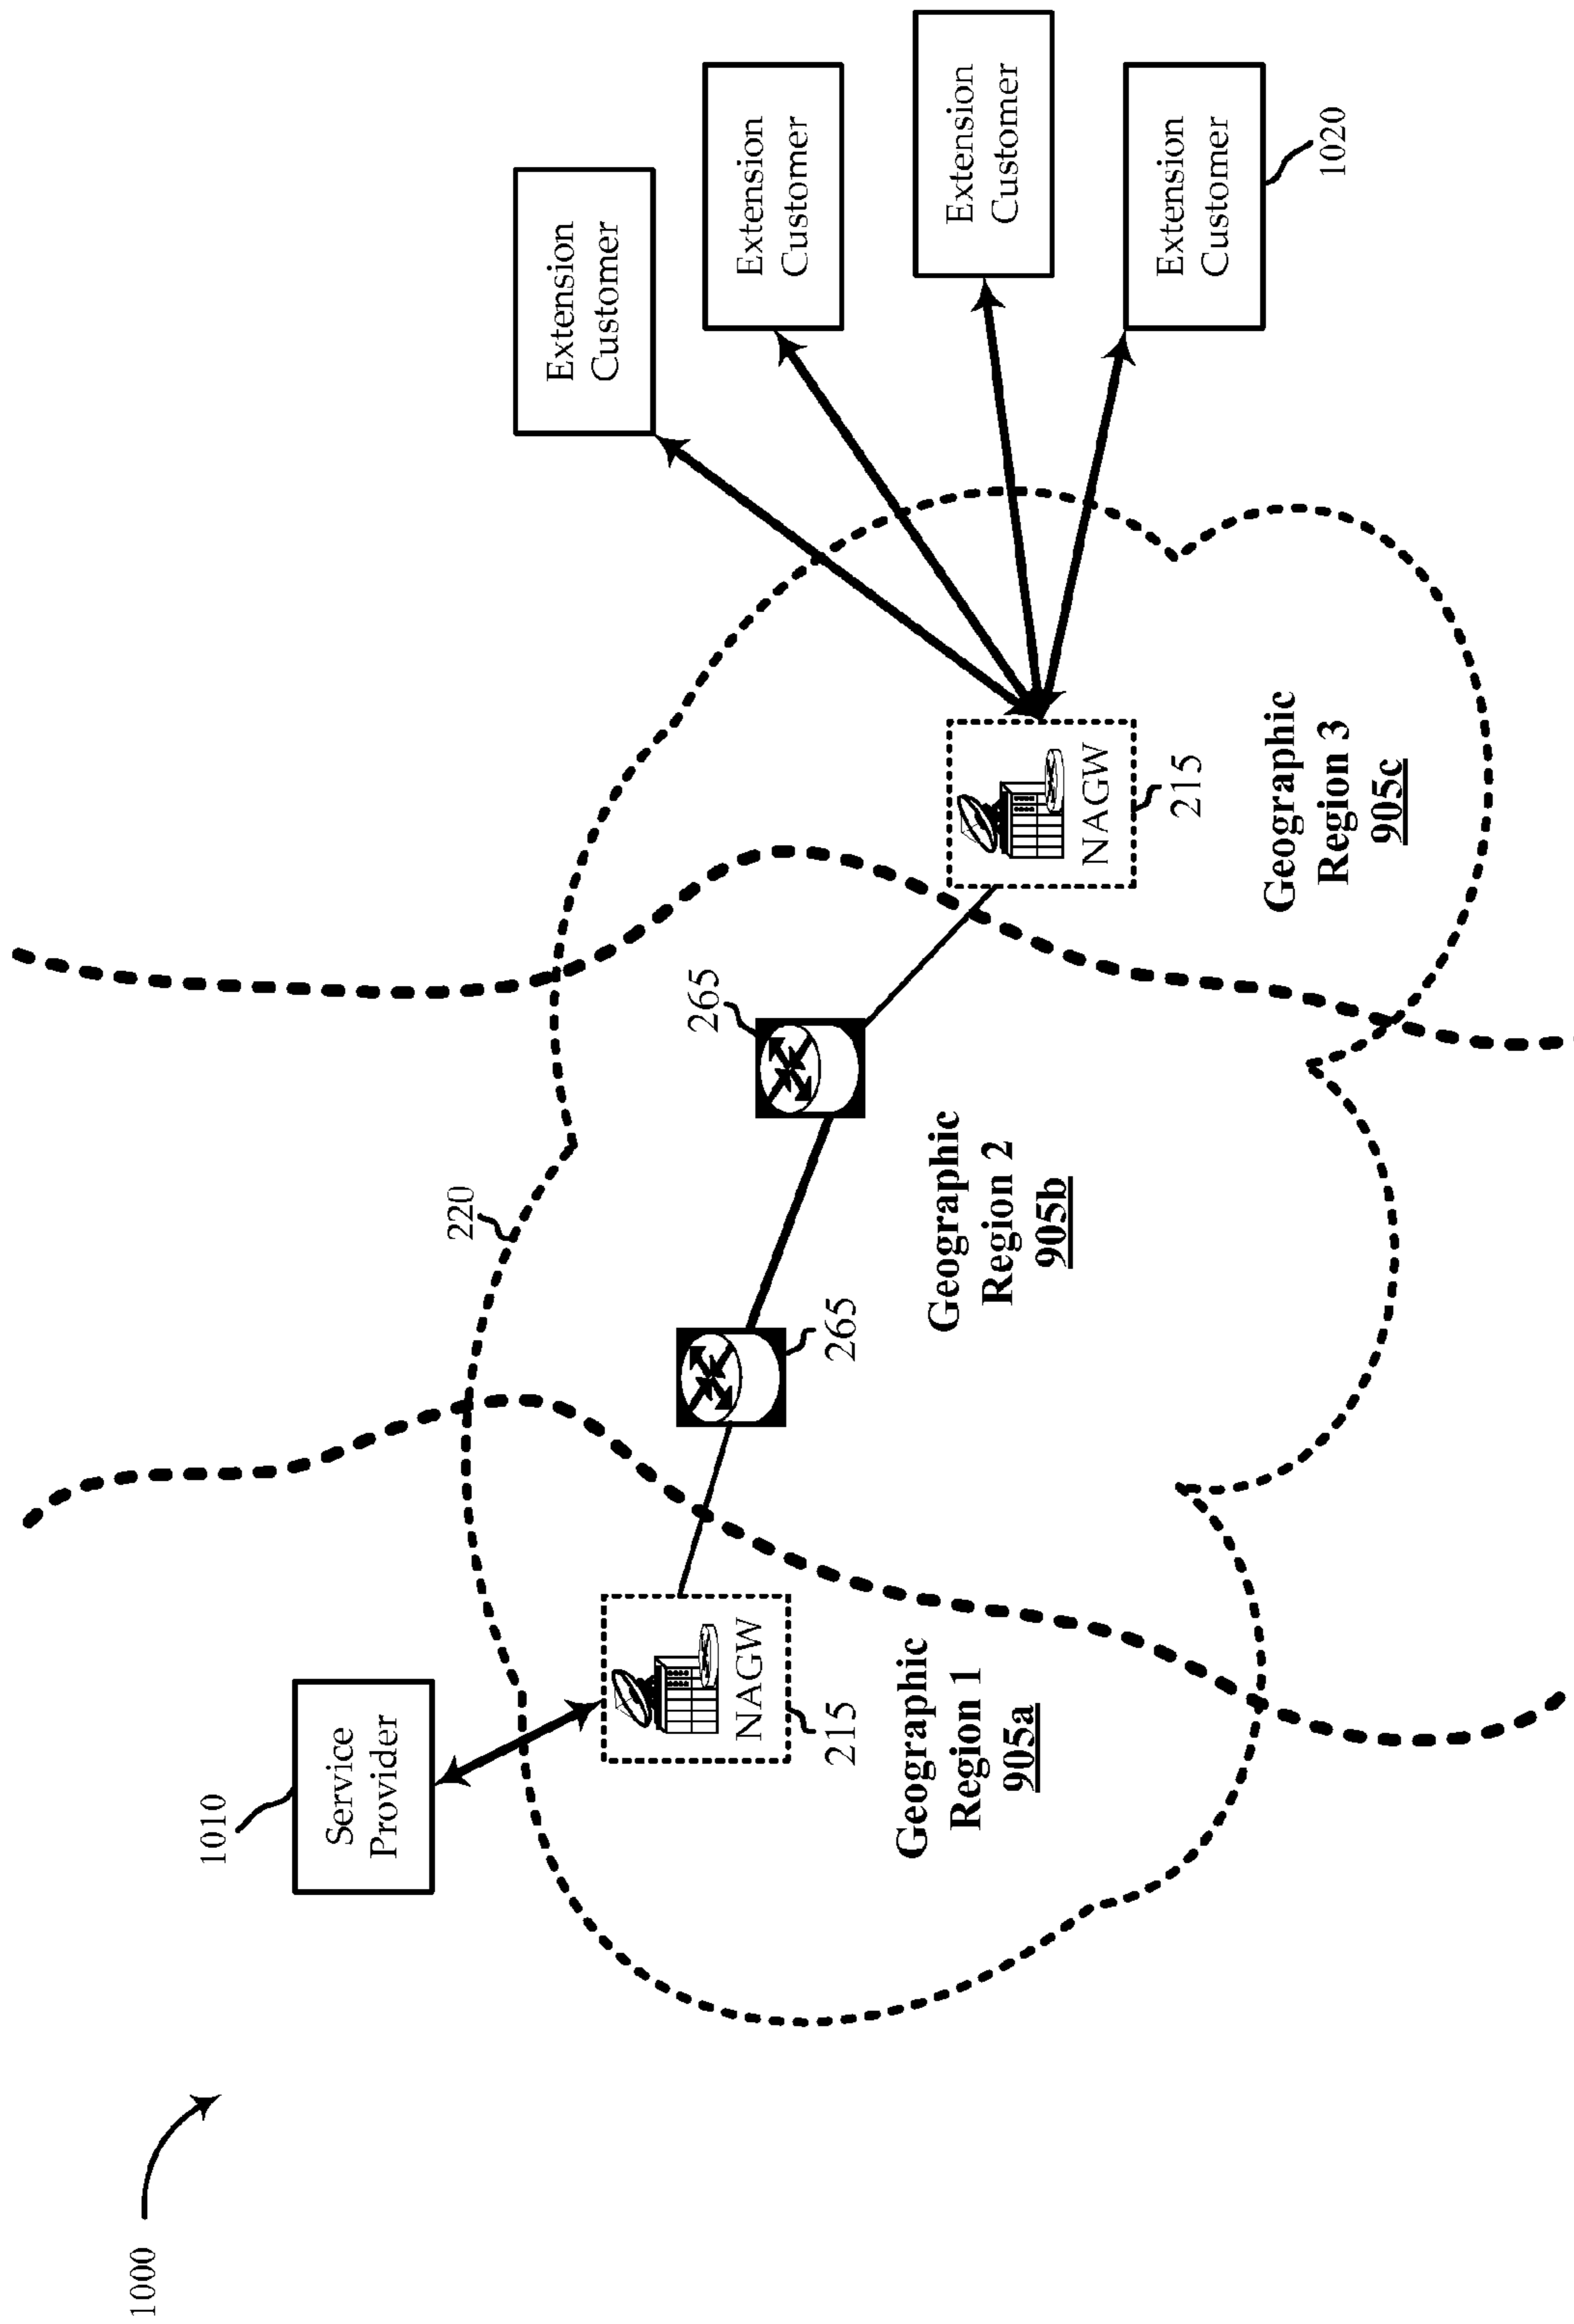 1000
1010
Service
Provider
220
265
265
NAGW
215
NAGW
215
Geographic
Region 1
905a
Geographic
Region 2
905b
Geographic
Region 3
905c
Extension
Customer
Extension
Customer
Extension
Customer
Extension
Customer
1020